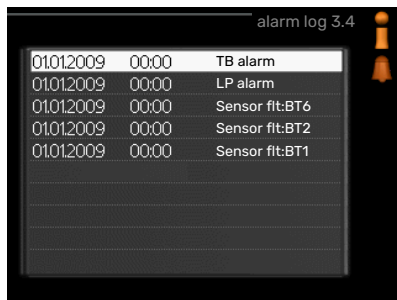 alarm log 3.4
01.01.2009 00:00 TB alarm
01.01.2009 00:00 LP alarm
01.01.2009 00:00 Sensor flt:BT6
01.01.2009 00:00 Sensor flt:BT2
01.01.2009 00:00 Sensor flt:BT1